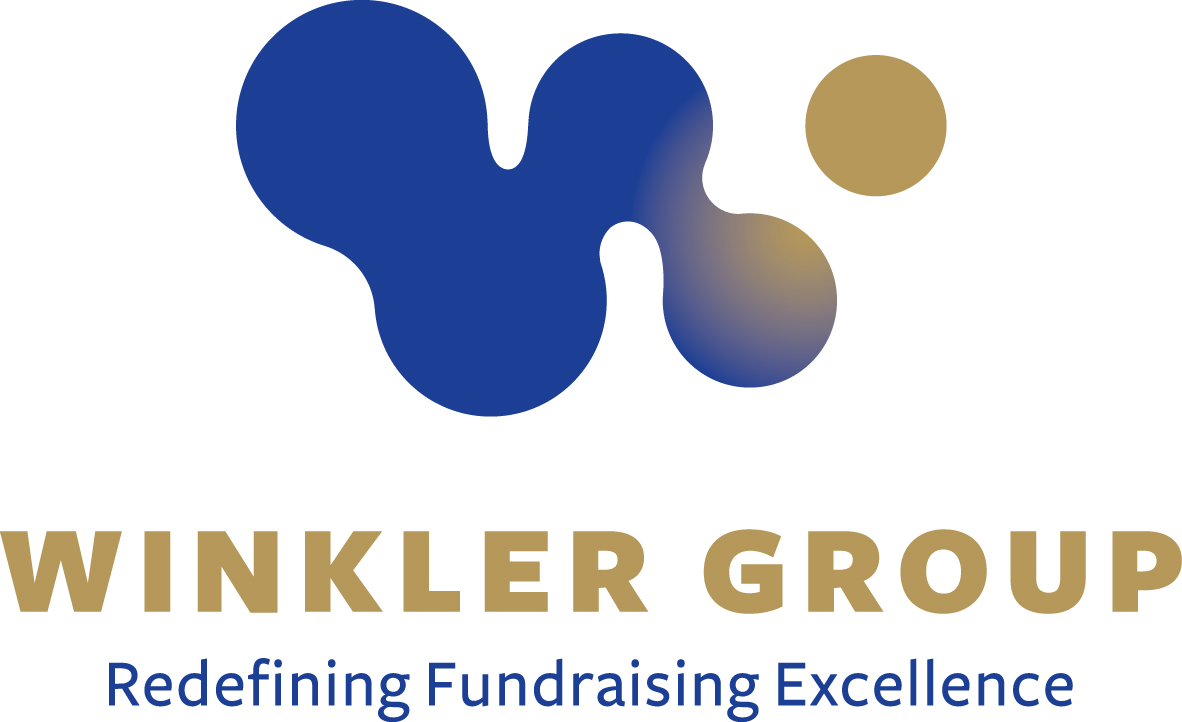 WINKLER GROUP
Redefining Fundraising Excellence